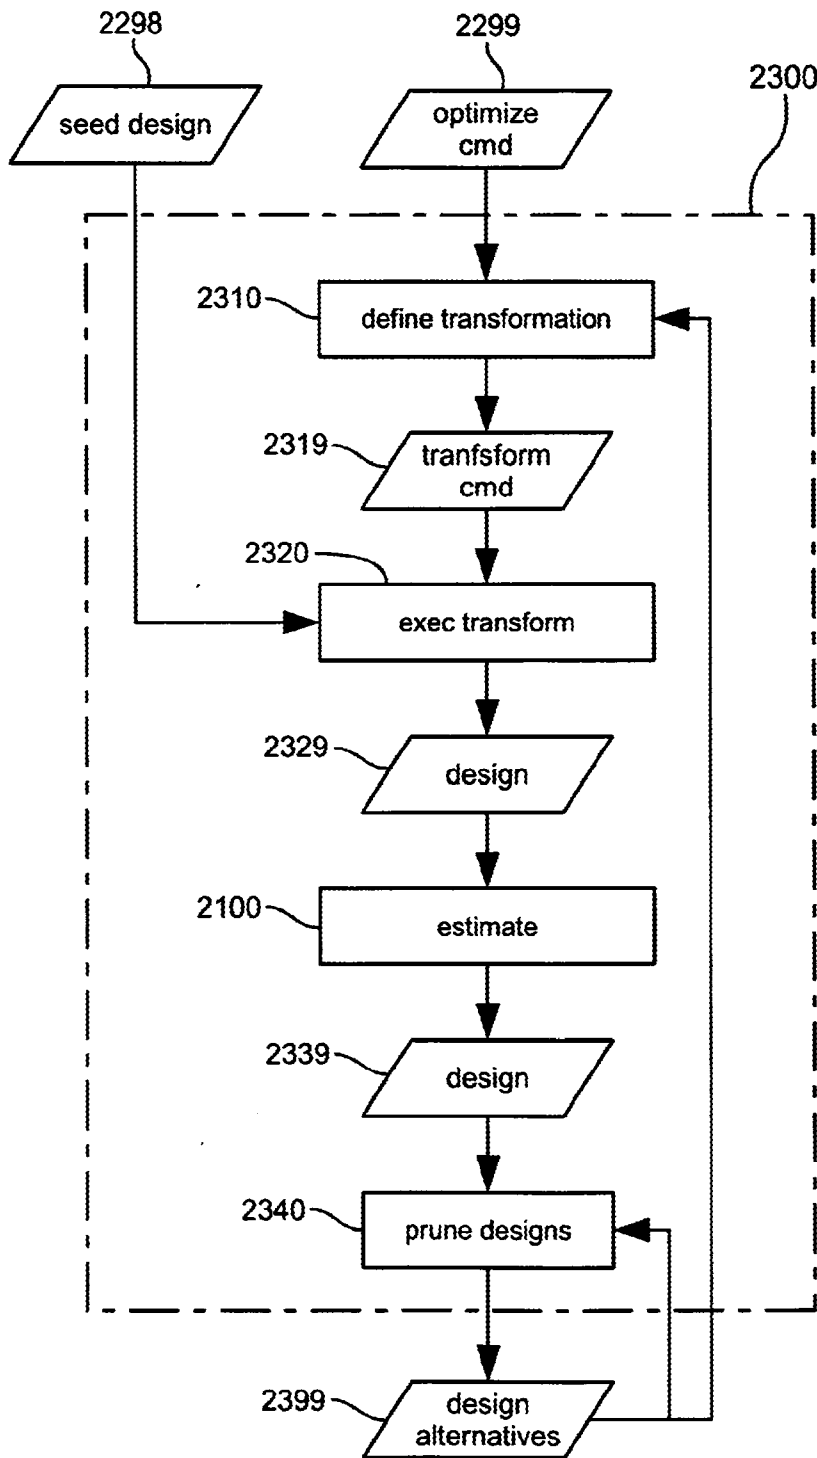 2298
2299
2300
seed design
optimize
cmd
2310
define transformation
2319
tranfsform
cmd
2320
exec transform
2329
design
2100
estimate
2339
design
2340
prune designs
2399
design
alternatives